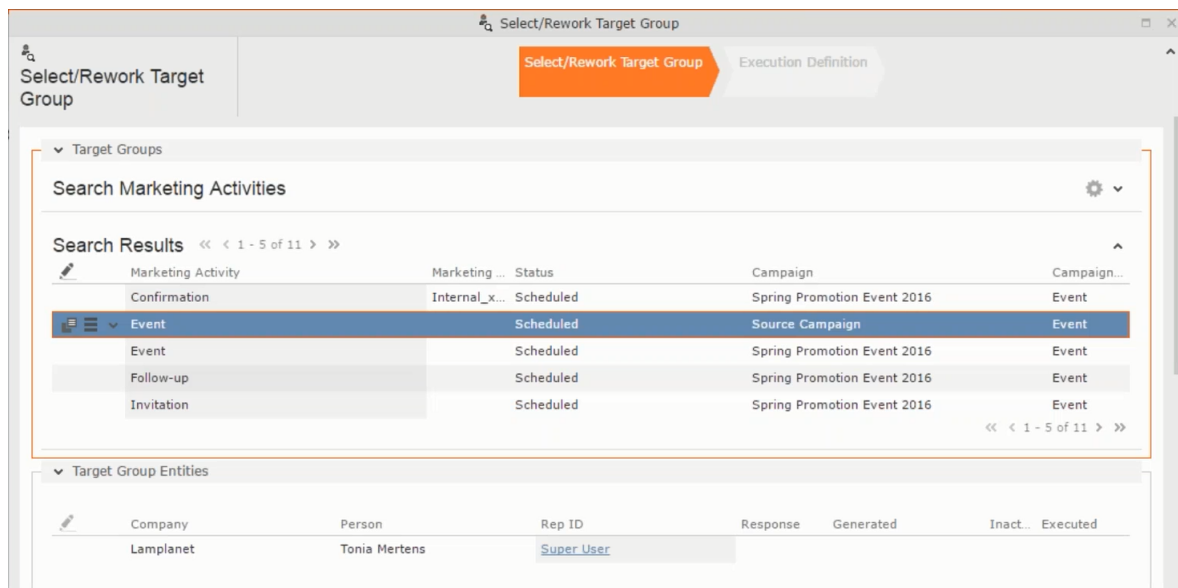 Select/Rework Target Group
Select/Rework Target
Group
Select/Rework Target Group
Execution Definition
Target Groups
Search Marketing Activities
Search Results << < 1 - 5 of 11 > >>
Marketing Activity Marketing ... Status Campaign Campaign...
Confirmation Internal_x... Scheduled Spring Promotion Event 2016 Event
Event Scheduled Source Campaign Event
Event Scheduled Spring Promotion Event 2016 Event
Follow-up Scheduled Spring Promotion Event 2016 Event
Invitation Scheduled Spring Promotion Event 2016 Event
<< < 1 - 5 of 11 > >>
Target Group Entities
Company Person Rep ID Response Generated Inact... Executed
Lamplanet Tonia Mertens Super User